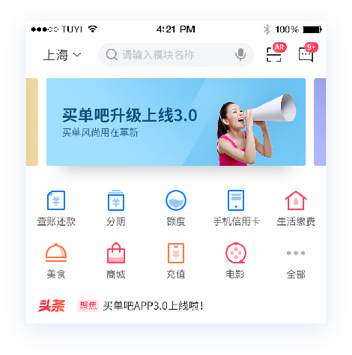 ●●●○○ TUYI 4:21 PM 100%
上海 请输入模块名称 AR 9+
买单吧升级上线3.0
买单风尚用在革新
查账还款 分期 额度 手机信用卡 生活缴费
美食 商城 充值 电影 全部
头条 聚焦 买单吧APP3.0上线啦!